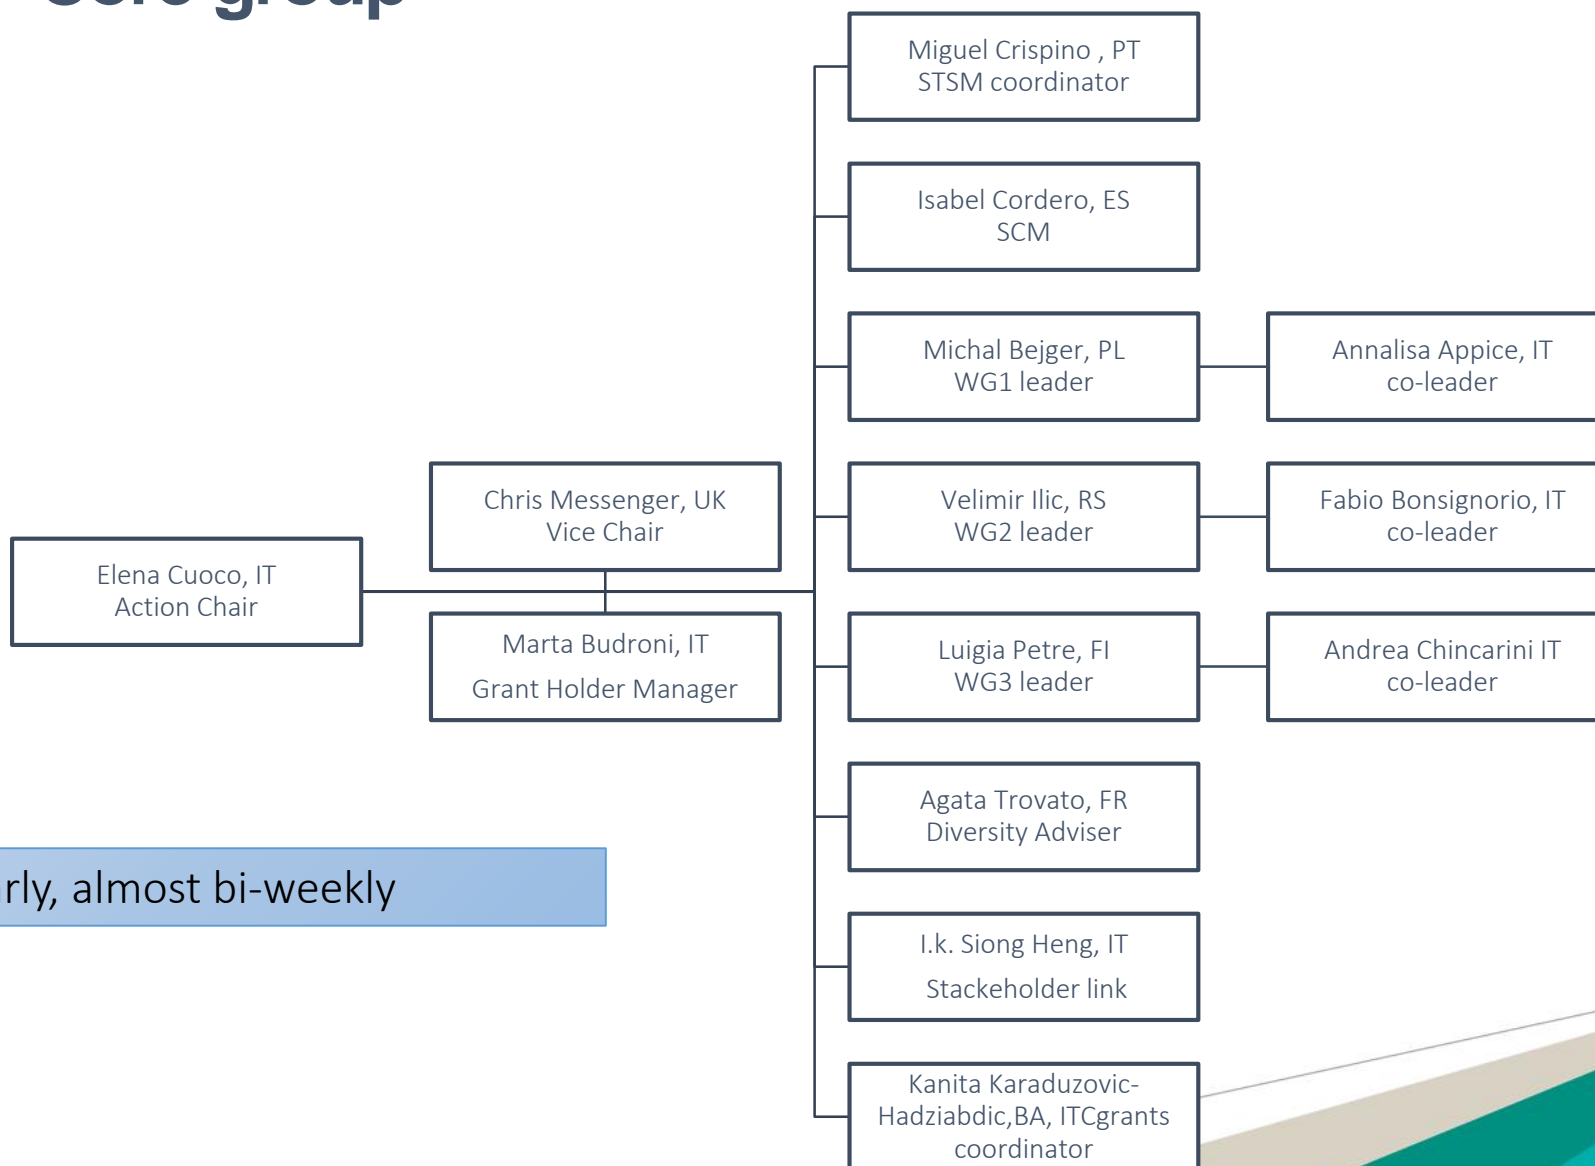 Core group
Miguel Crispino , PT
STSM coordinator
Isabel Cordero, ES
SCM
Michal Bejger, PL
WG1 leader
Annalisa Appice, IT
co-leader
Chris Messenger, UK
Vice Chair
Velimir Ilic, RS
WG2 leader
Fabio Bonsignorio, IT
co-leader
Elena Cuoco, IT
Action Chair
Marta Budroni, IT
Grant Holder Manager
Luigia Petre, FI
WG3 leader
Andrea Chincarini IT
co-leader
Agata Trovato, FR
Diversity Adviser
rly, almost bi-weekly
I.k. Siong Heng, IT
Stackeholder link
Kanita Karaduzovic-
Hadziabdic,BA, ITCgrants
coordinator